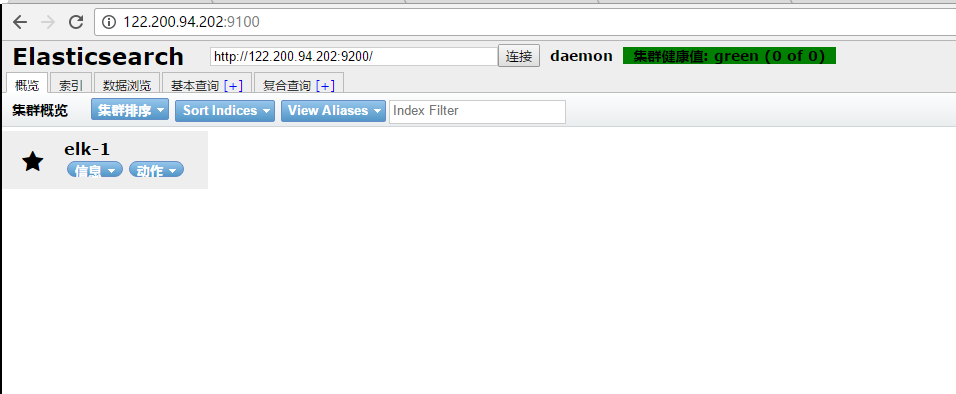 122.200.94.202:9100
Elasticsearch http://122.200.94.202:9200/ 连接 daemon 集群健康值: green (0 of 0)
概览 索引 数据浏览 基本查询 [+] 复合查询 [+]
集群概览 集群排序 Sort Indices View Aliases Index Filter
elk-1
信息 动作